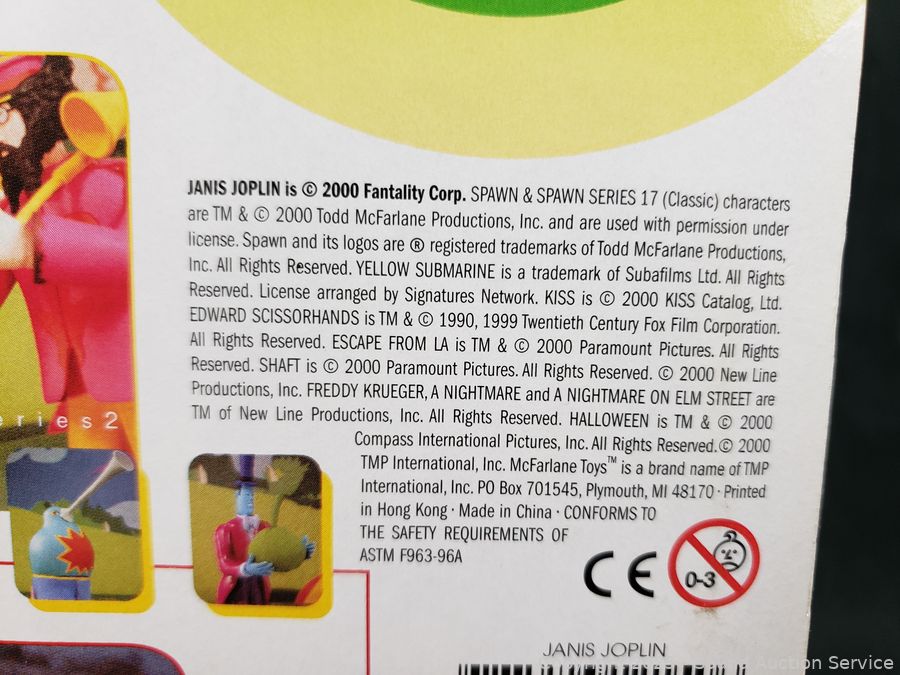 JANIS JOPLIN is © 2000 Fantality Corp. SPAWN & SPAWN SERIES 17 (Classic) characters
are TM & © 2000 Todd McFarlane Productions, Inc. and are used with permission under
license. Spawn and its logos are ® registered trademarks of Todd McFarlane Productions,
Inc. All Rights Reserved. YELLOW SUBMARINE is a trademark of Subafilms Ltd. All Rights
Reserved. License arranged by Signatures Network. KISS is © 2000 KISS Catalog, Ltd.
EDWARD SCISSORHANDS is TM & © 1990, 1999 Twentieth Century Fox Film Corporation.
All Rights Reserved. ESCAPE FROM LA is TM & © 2000 Paramount Pictures. All Rights
Reserved. SHAFT is © 2000 Paramount Pictures. All Rights Reserved. © 2000 New Line
Productions, Inc. FREDDY KRUEGER, A NIGHTMARE and A NIGHTMARE ON ELM STREET are
TM of New Line Productions, Inc. All Rights Reserved. HALLOWEEN is TM & © 2000
Compass International Pictures, Inc. All Rights Reserved. © 2000
TMP International, Inc. McFarlane Toys™ is a brand name of TMP
International, Inc. PO Box 701545, Plymouth, MI 48170 · Printed
in Hong Kong · Made in China · CONFORMS TO
THE SAFETY REQUIREMENTS OF
ASTM F963-96A
eries2
CE
0-3
JANIS JOPLIN
Auction Service